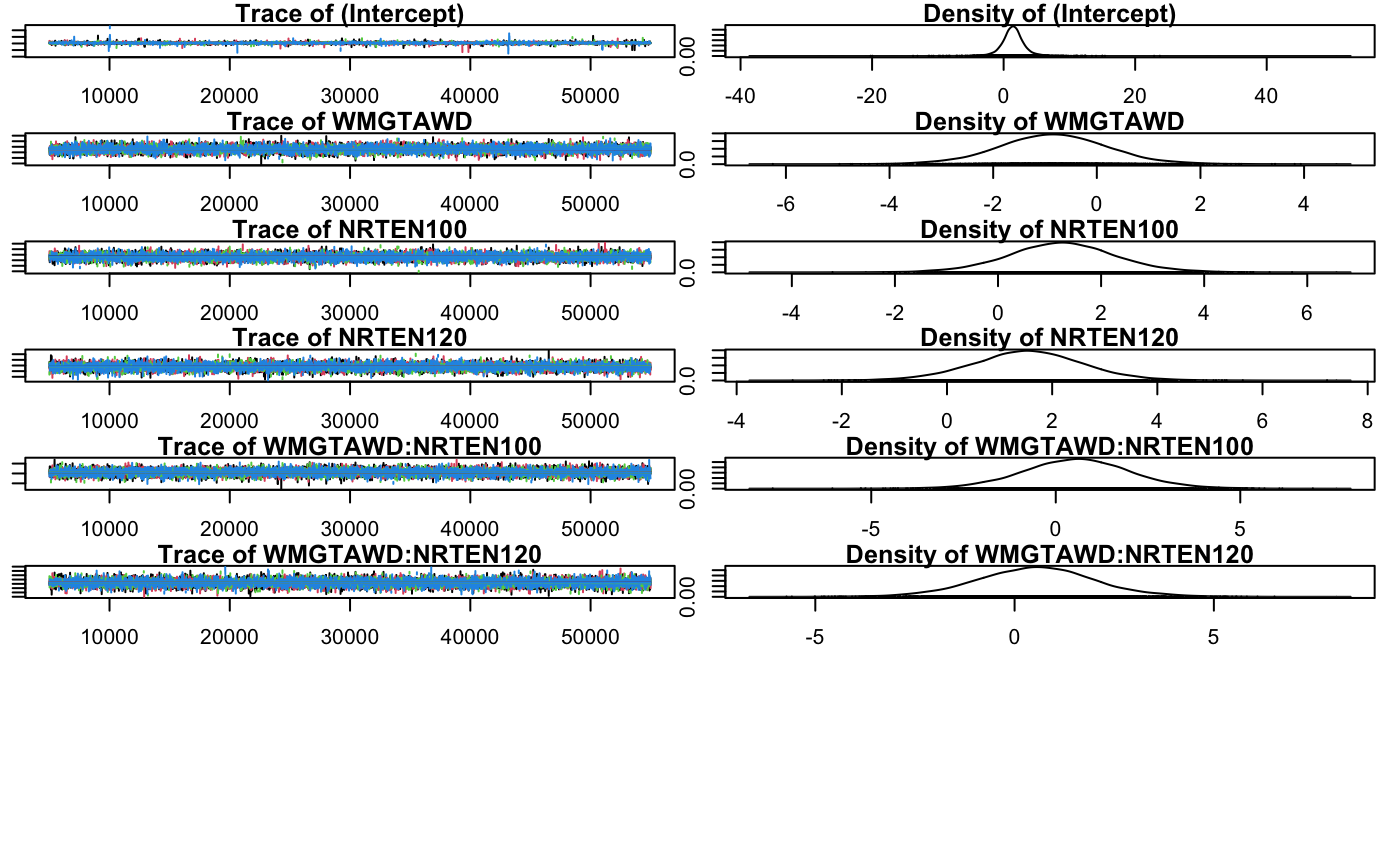 Trace of (Intercept) Density of (Intercept)
0.00
10000 20000 30000 40000 50000 -40 -20 0 20 40
Trace of WMGTAWD Density of WMGTAWD
0.0
10000 20000 30000 40000 50000 -6 -4 -2 0 2 4
Trace of NRTEN100 Density of NRTEN100
0.0
10000 20000 30000 40000 50000 -4 -2 0 2 4 6
Trace of NRTEN120 Density of NRTEN120
0.0
10000 20000 30000 40000 50000 -4 -2 0 2 4 6 8
Trace of WMGTAWD:NRTEN100 Density of WMGTAWD:NRTEN100
0.00
10000 20000 30000 40000 50000 -5 0 5
Trace of WMGTAWD:NRTEN120 Density of WMGTAWD:NRTEN120
0.00
10000 20000 30000 40000 50000 -5 0 5